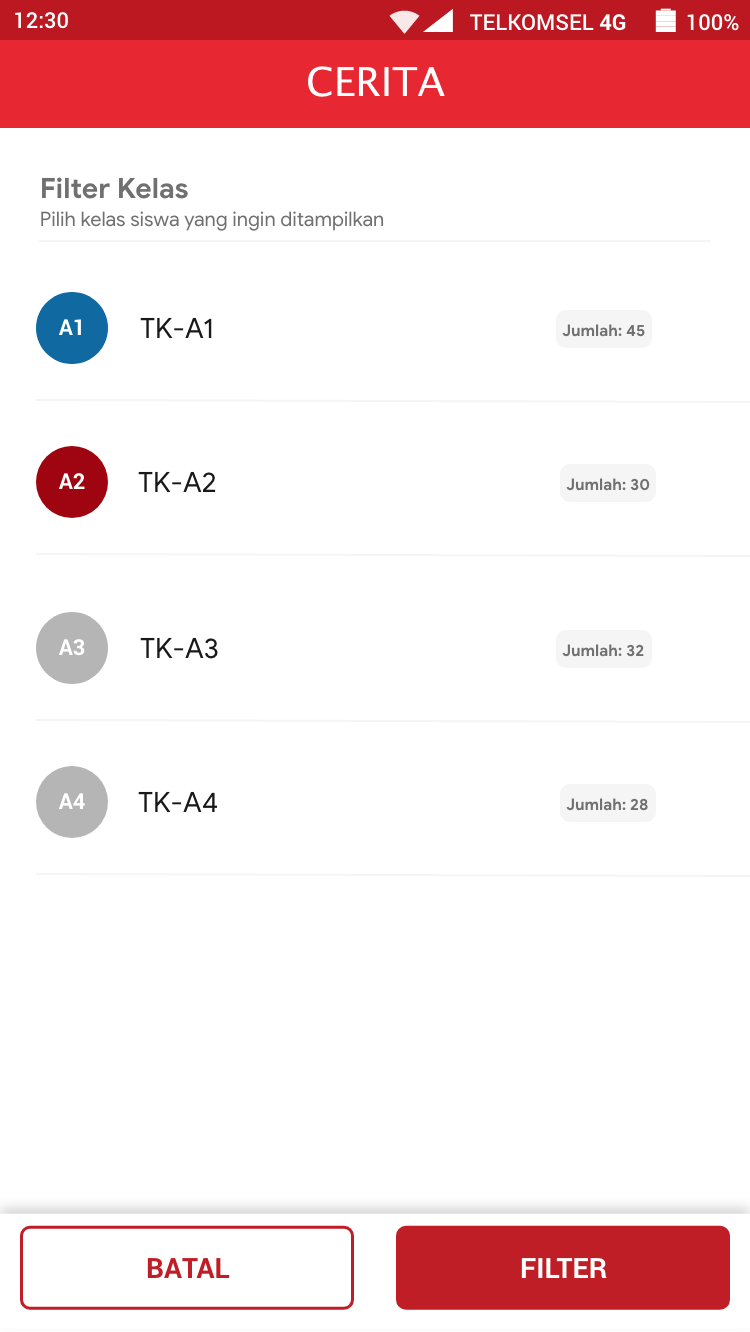 12:30 TELKOMSEL 4G 100%
CERITA
Filter Kelas
Pilih kelas siswa yang ingin ditampilkan
A1 TK-A1 Jumlah: 45
A2 TK-A2 Jumlah: 30
A3 TK-A3 Jumlah: 32
A4 TK-A4 Jumlah: 28
BATAL FILTER